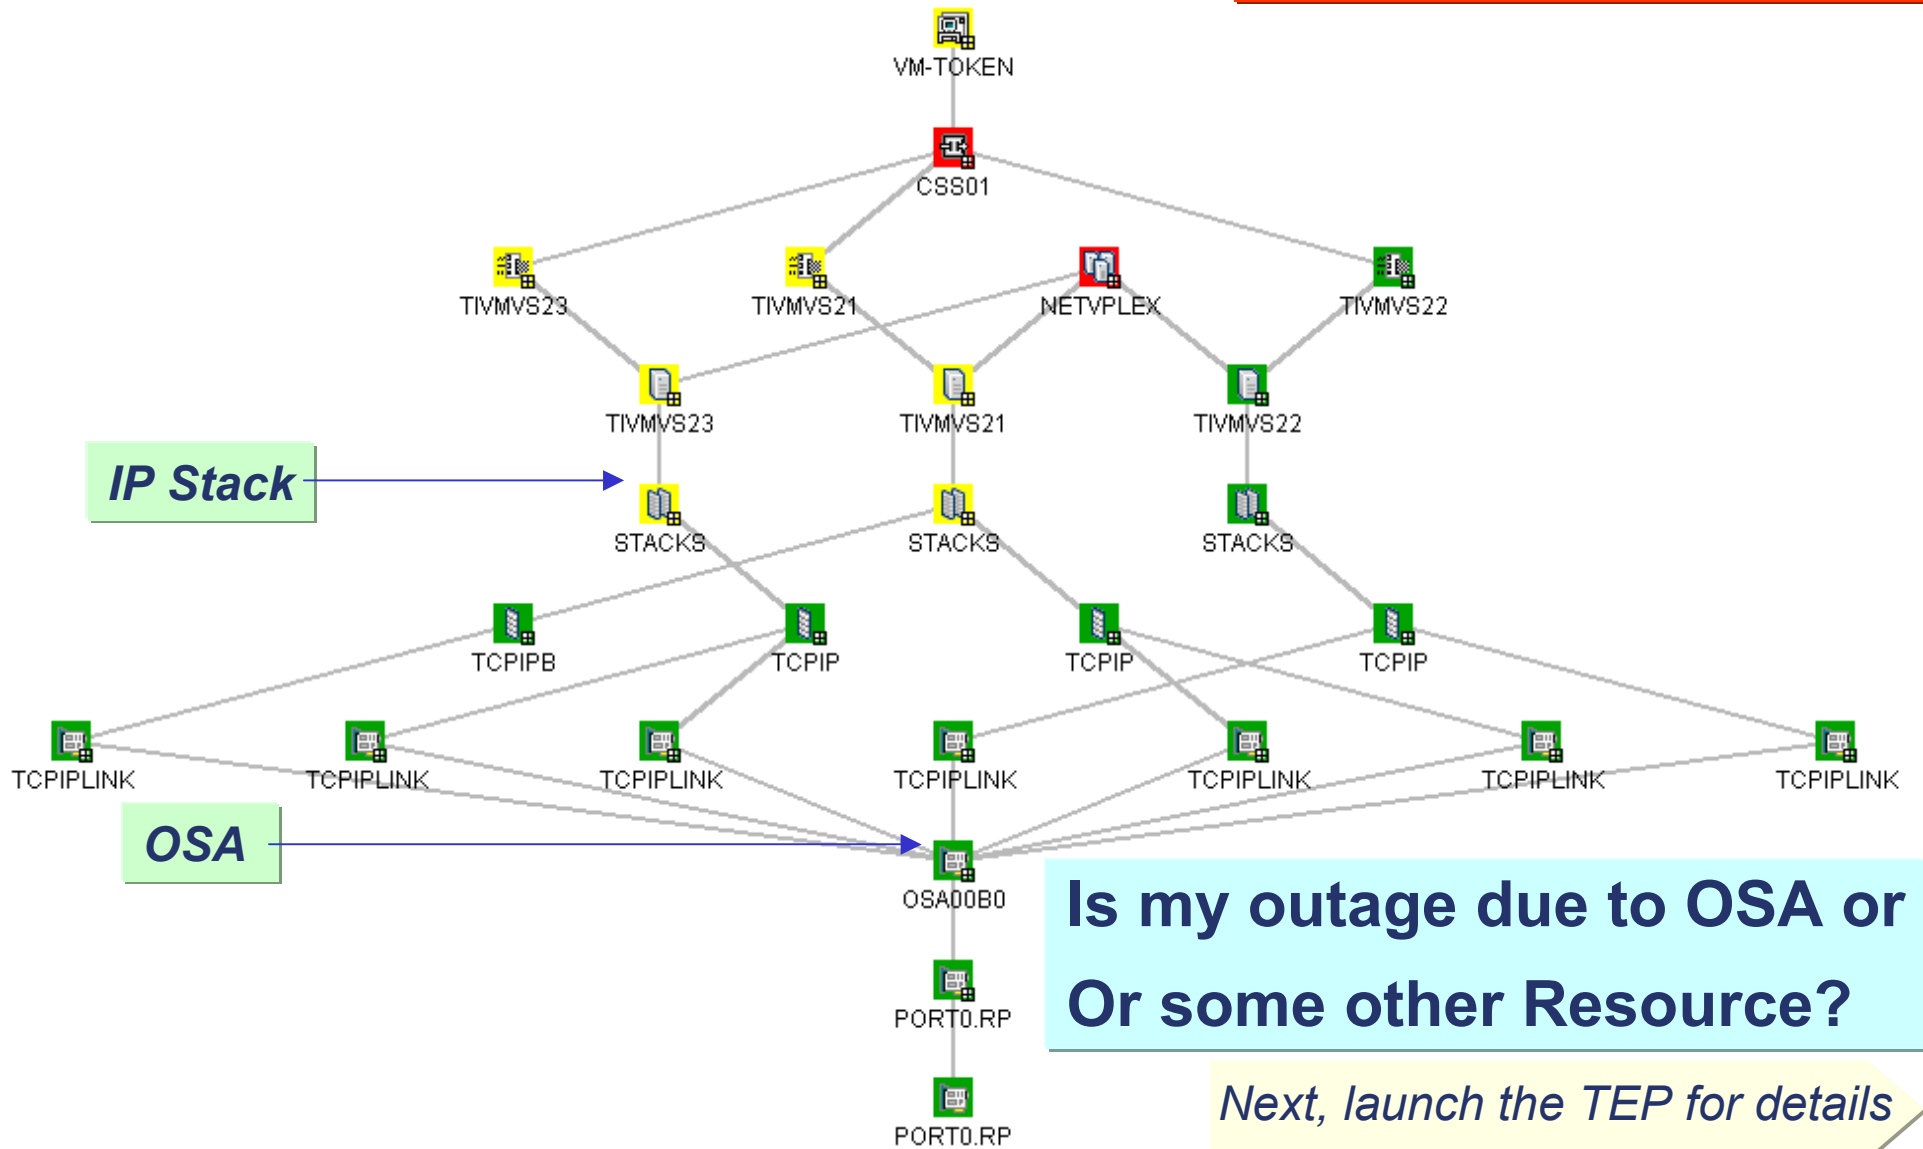 VM-TOKEN
CSS01
TIVMVS23
TIVMVS21
NETVPLEX
TIVMVS22
TIVMVS23
TIVMVS21
TIVMVS22
IP Stack
STACKS
STACKS
STACKS
TCPIPB
TCPIP
TCPIP
TCPIP
TCPIPLINK
TCPIPLINK
TCPIPLINK
TCPIPLINK
TCPIPLINK
TCPIPLINK
TCPIPLINK
OSA
OSA00B0
Is my outage due to OSA or
Or some other Resource?
PORT0.RP
Next, launch the TEP for details
PORT0.RP